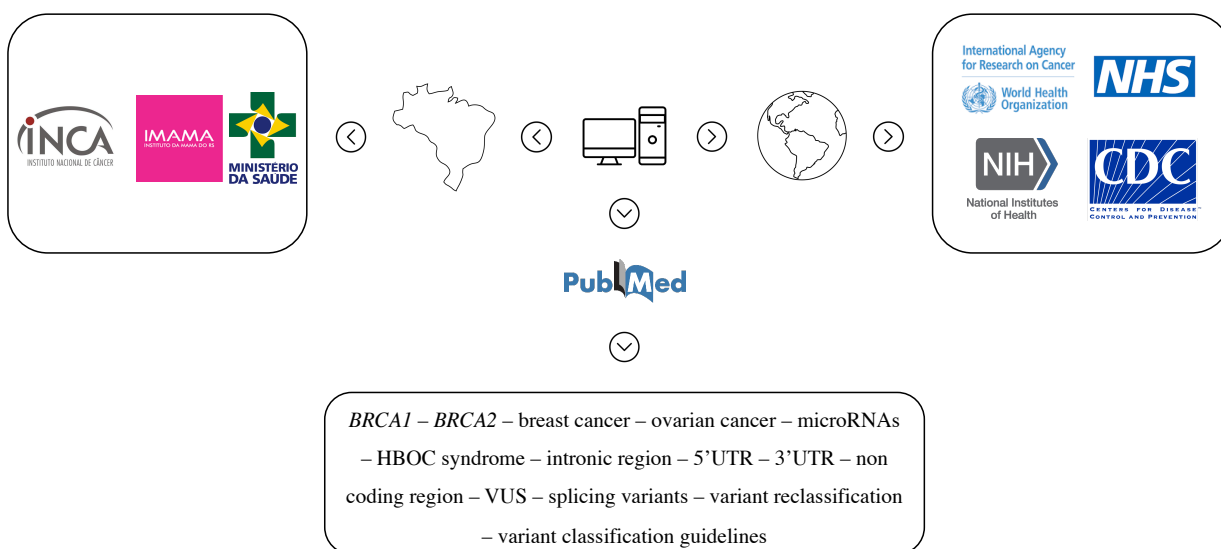 INCA
INSTITUTO NACIONAL DE CÂNCER
IMAMA
INSTITUTO DA MAMA DO RS
MINISTÉRIO
DA SAÚDE
International Agency
for Research on Cancer
World Health
Organization
NHS
NIH
National Institutes
of Health
CDC
CENTERS FOR DISEASE
CONTROL AND PREVENTION
PubMed
BRCA1 – BRCA2 – breast cancer – ovarian cancer – microRNAs
– HBOC syndrome – intronic region – 5’UTR – 3’UTR – non
coding region – VUS – splicing variants – variant reclassification
– variant classification guidelines